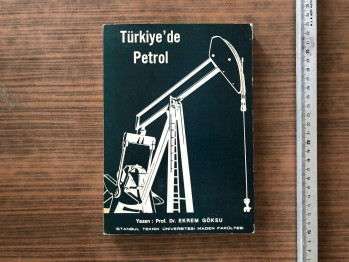 Türkiye'de
Petrol
Yazan : Prof. Dr. EKREM GÖKSU
İSTANBUL TEKNİK ÜNİVERSİTESİ MADEN FAKÜLTESİ